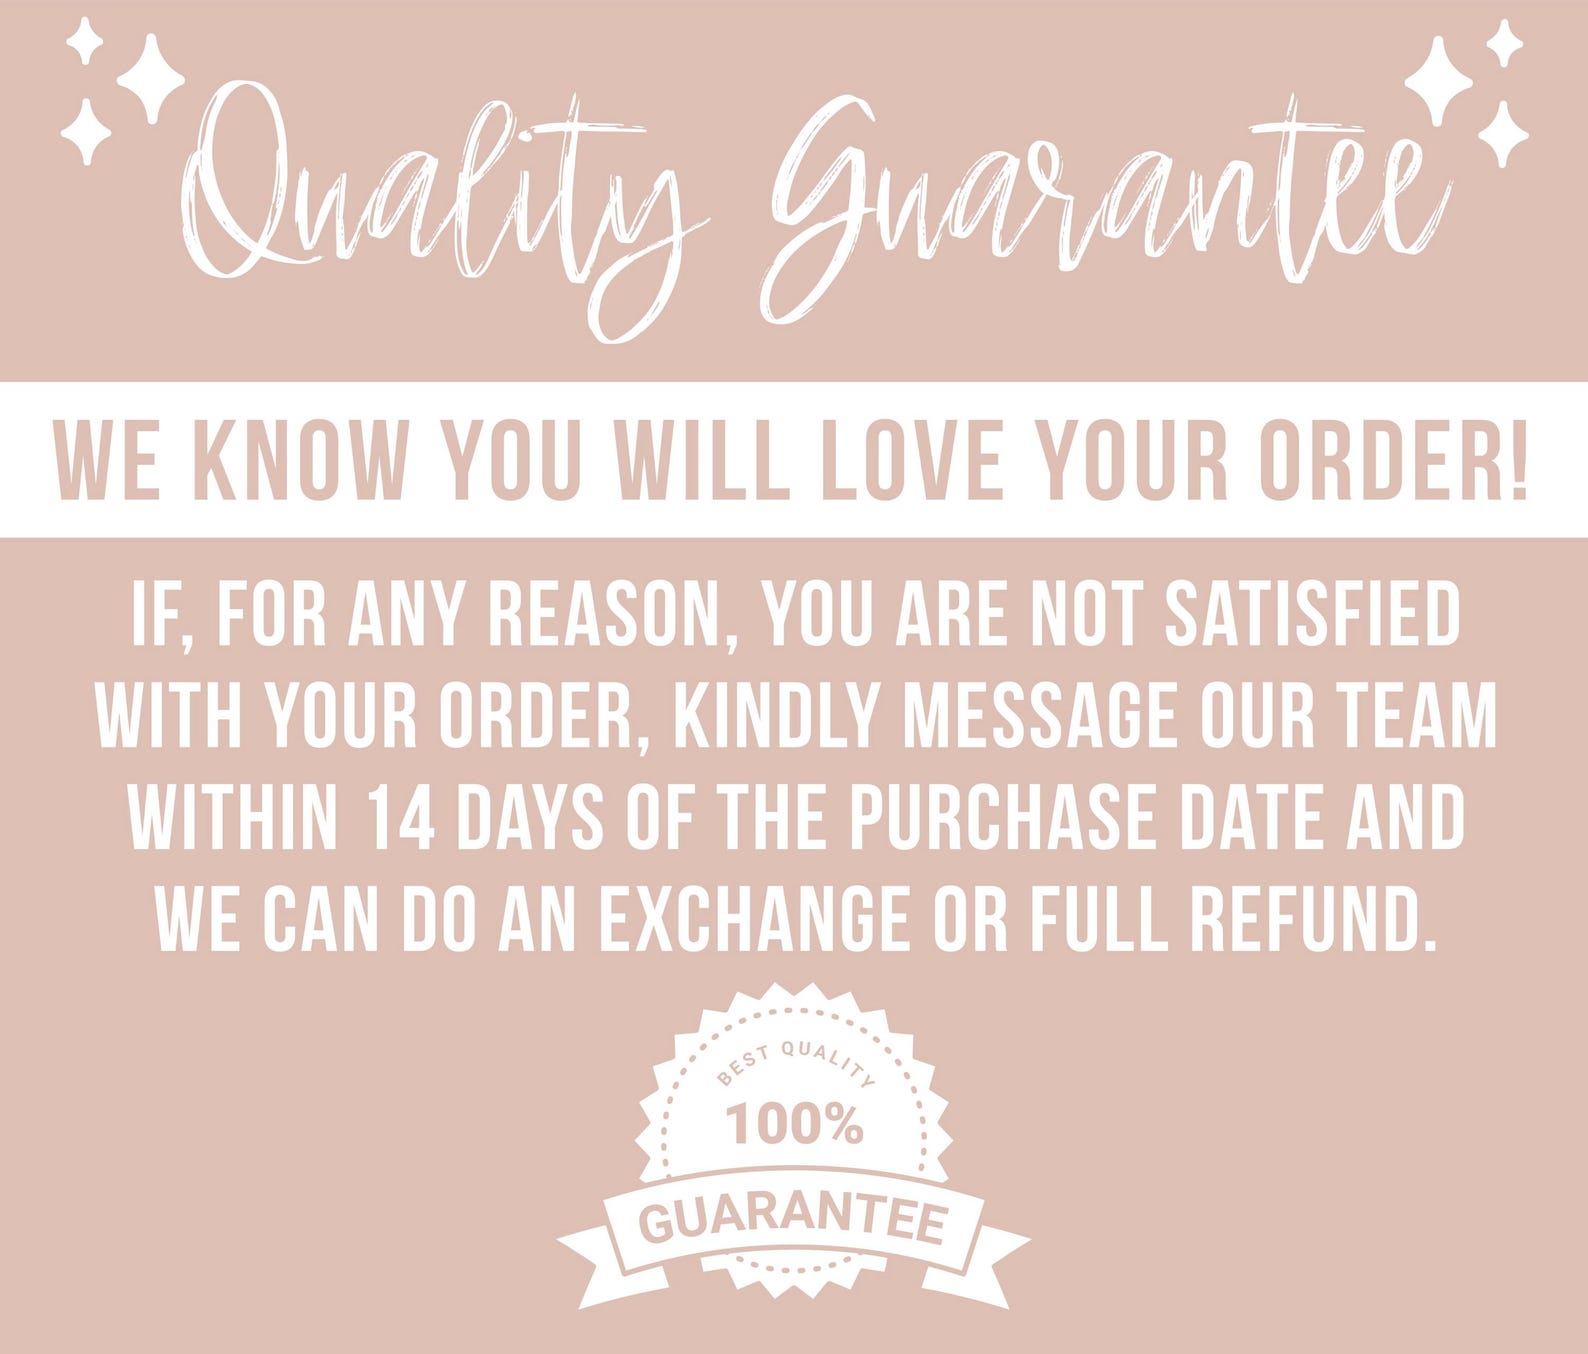 Quality Guarantee
WE KNOW YOU WILL LOVE YOUR ORDER!
IF, FOR ANY REASON, YOU ARE NOT SATISFIED
WITH YOUR ORDER, KINDLY MESSAGE OUR TEAM
WITHIN 14 DAYS OF THE PURCHASE DATE AND
WE CAN DO AN EXCHANGE OR FULL REFUND.
BEST QUALITY
100%
GUARANTEE